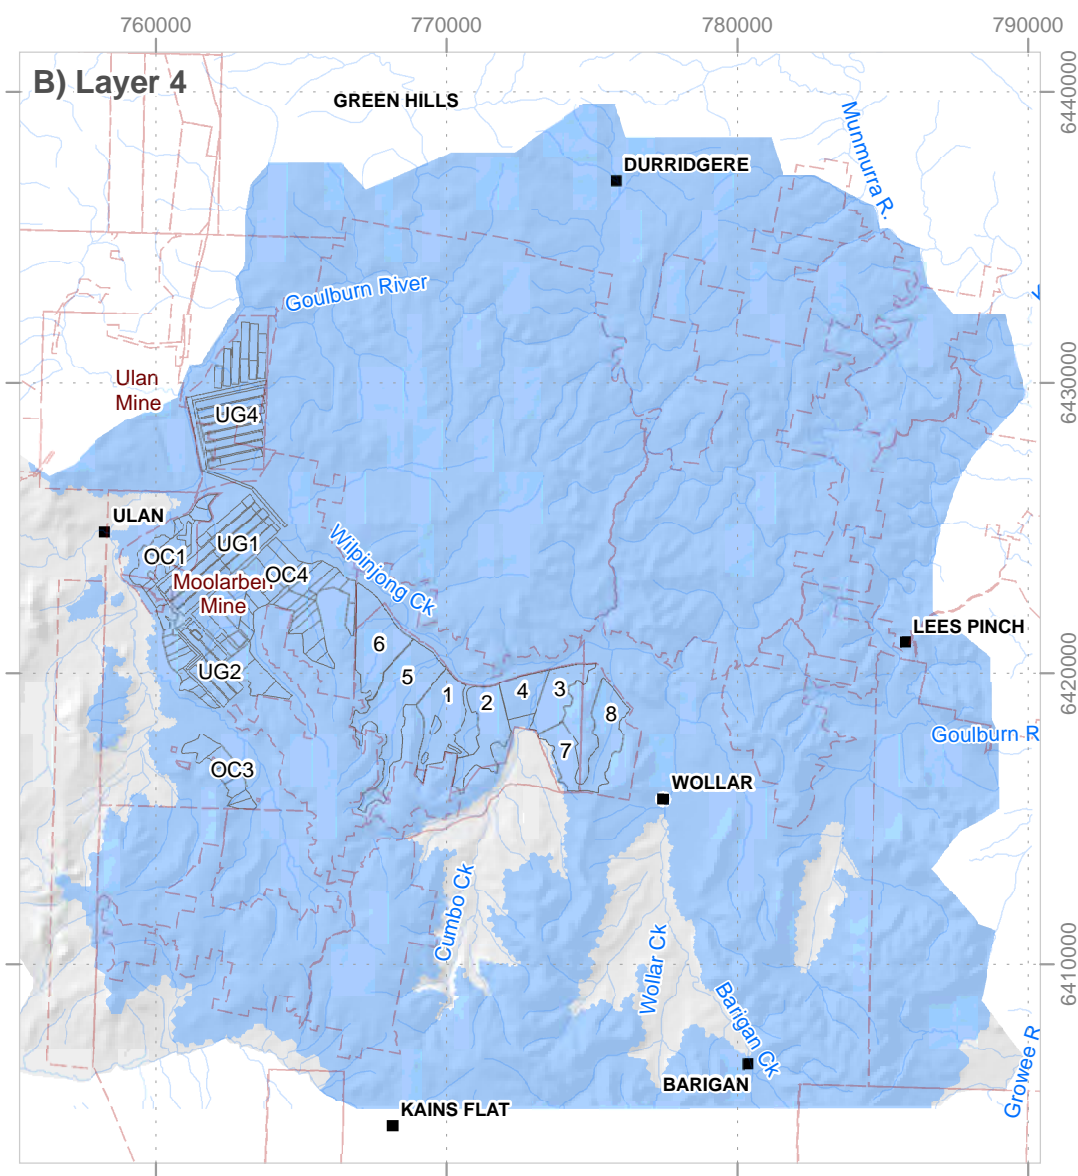 760000
770000
780000
790000
B) Layer 4
GREEN HILLS
6440000
Munmurra R.
DURRIDGERE
Goulburn River
Ulan
Mine
6430000
UG4
ULAN
OC1
UG1
OC4
Moolarben
Mine
Wilpinjong Ck
UG2
LEES PINCH
6420000
6
5
1
2
4
3
8
7
Goulburn R
OC3
WOLLAR
Cumbo Ck
Wollar Ck
Barigan Ck
6410000
BARIGAN
Growee R
KAINS FLAT